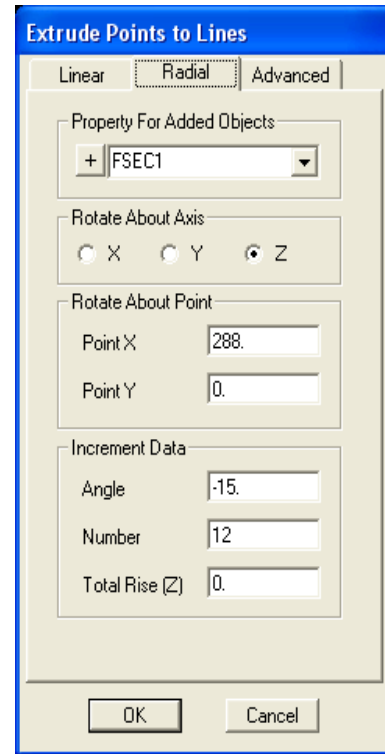 Extrude Points to Lines
Linear Radial Advanced
Property For Added Objects
+ FSEC1
Rotate About Axis
X Y Z
Rotate About Point
Point X 288.
Point Y 0.
Increment Data
Angle -15.
Number 12
Total Rise (Z) 0.
OK Cancel